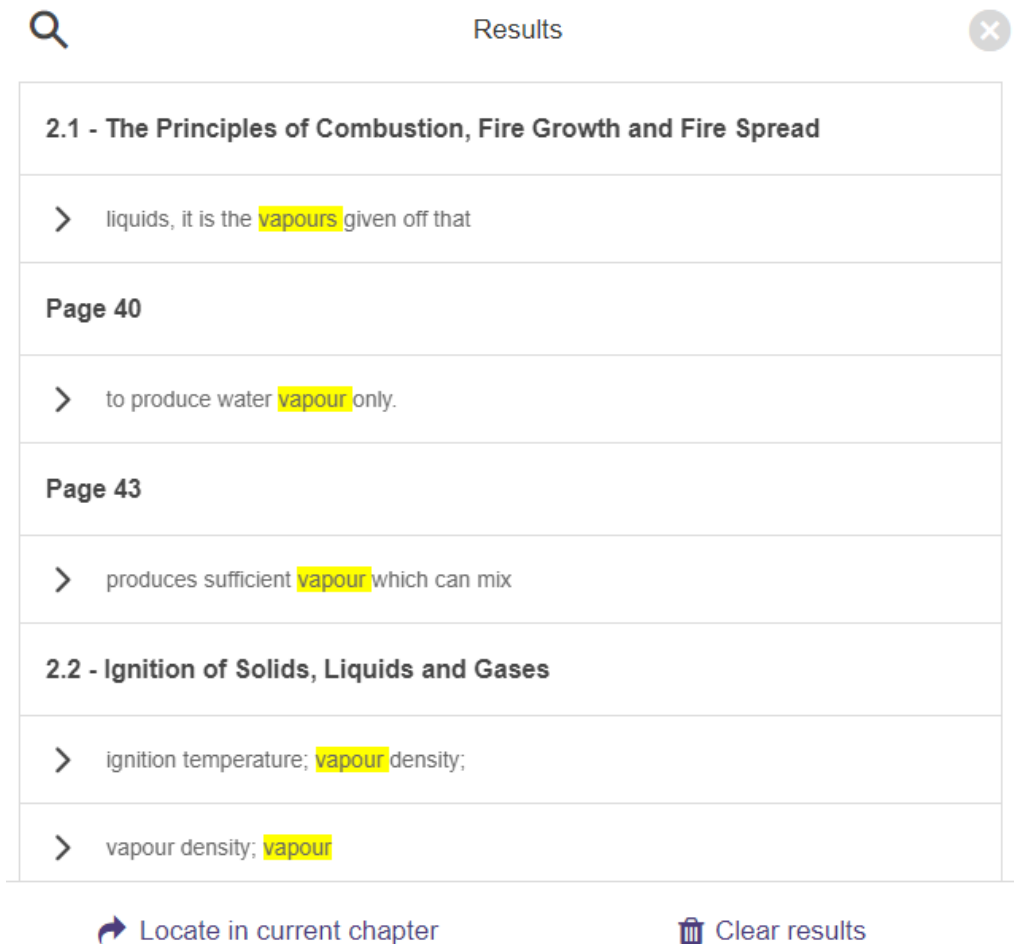 Results
2.1 - The Principles of Combustion, Fire Growth and Fire Spread
liquids, it is the vapours given off that
Page 40
to produce water vapour only.
Page 43
produces sufficient vapour which can mix
2.2 - Ignition of Solids, Liquids and Gases
ignition temperature; vapour density;
vapour density; vapour
Locate in current chapter
Clear results